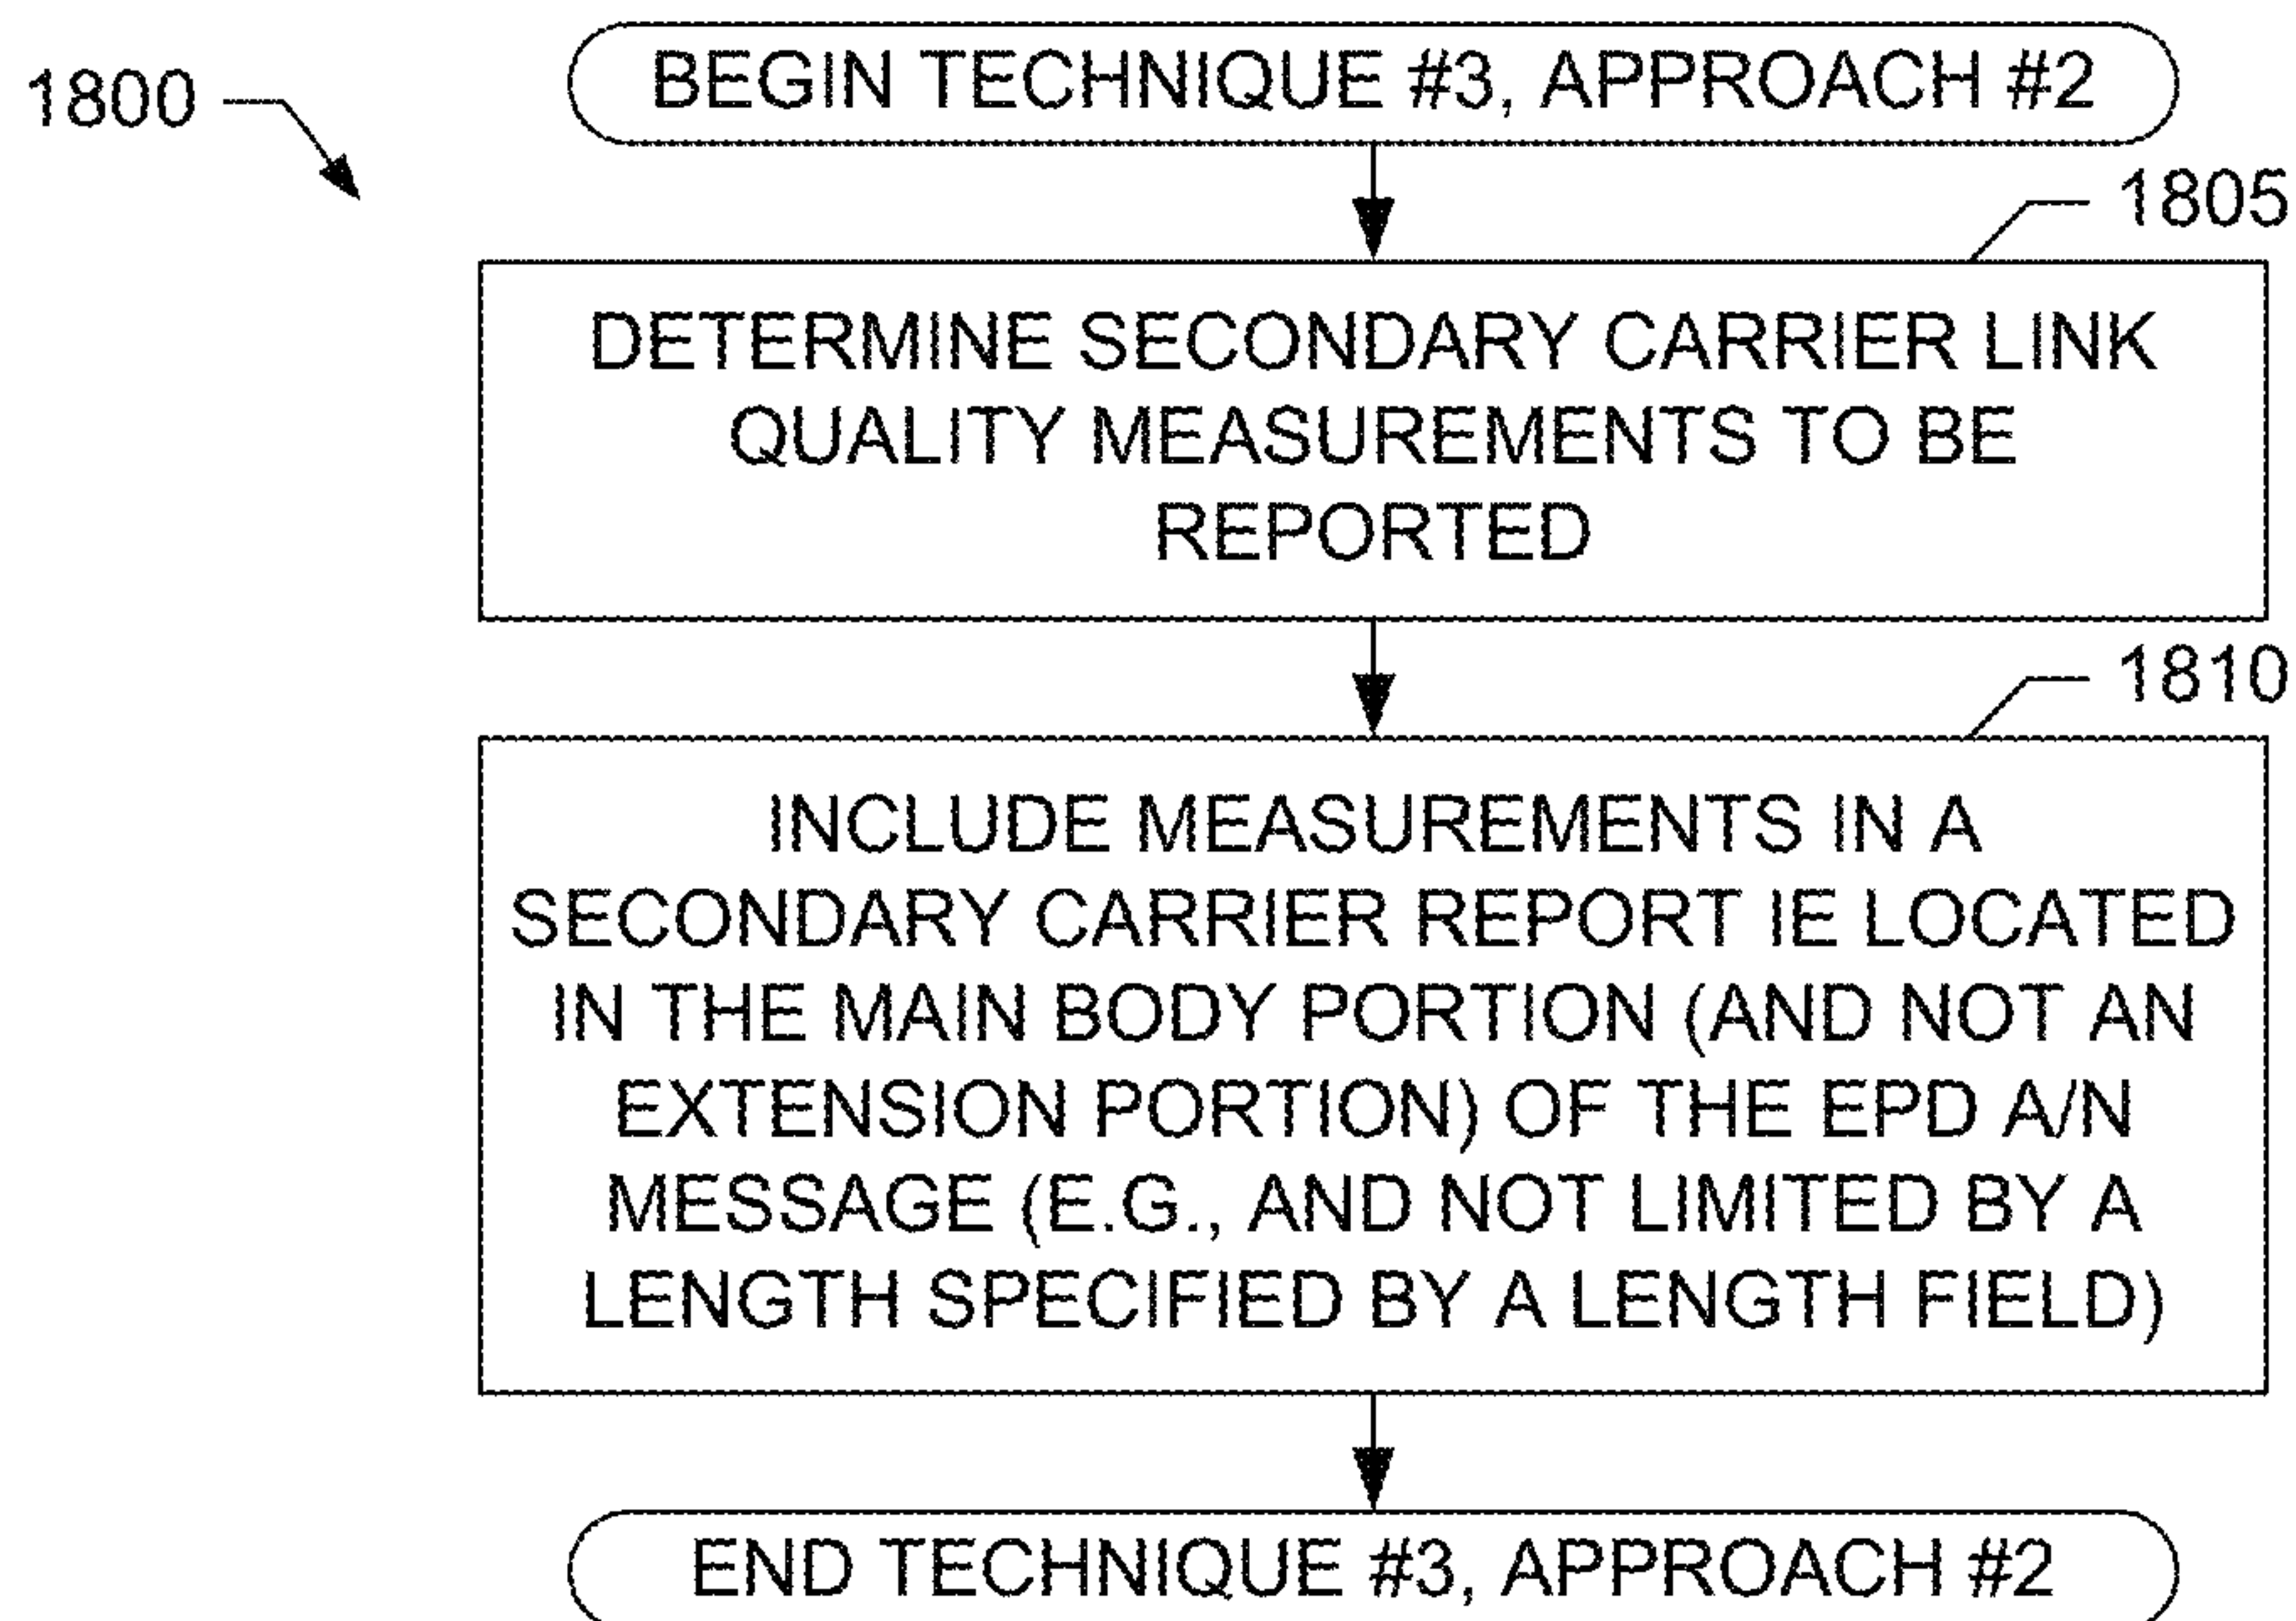 1800
BEGIN TECHNIQUE #3, APPROACH #2
1805
DETERMINE SECONDARY CARRIER LINK
QUALITY MEASUREMENTS TO BE
REPORTED
1810
INCLUDE MEASUREMENTS IN A
SECONDARY CARRIER REPORT IE LOCATED
IN THE MAIN BODY PORTION (AND NOT AN
EXTENSION PORTION) OF THE EPD A/N
MESSAGE (E.G., AND NOT LIMITED BY A
LENGTH SPECIFIED BY A LENGTH FIELD)
END TECHNIQUE #3, APPROACH #2